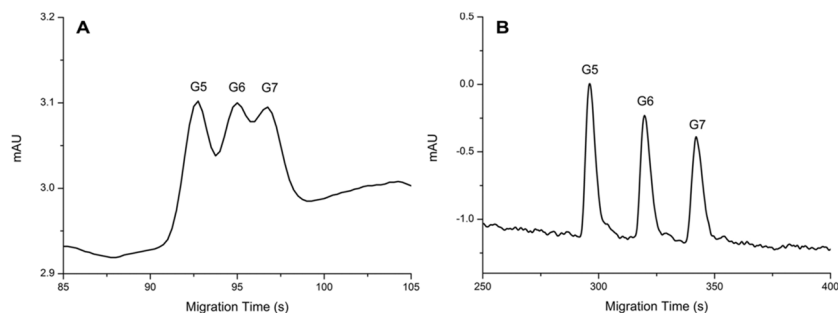 A
3.2
3.1
3.0
2.9
mAU
G5 G6 G7
85 90 95 100 105
Migration Time (s)
B
0.5
0.0
-0.5
-1.0
mAU
G5
G6
G7
250 300 350 400
Migration Time (s)